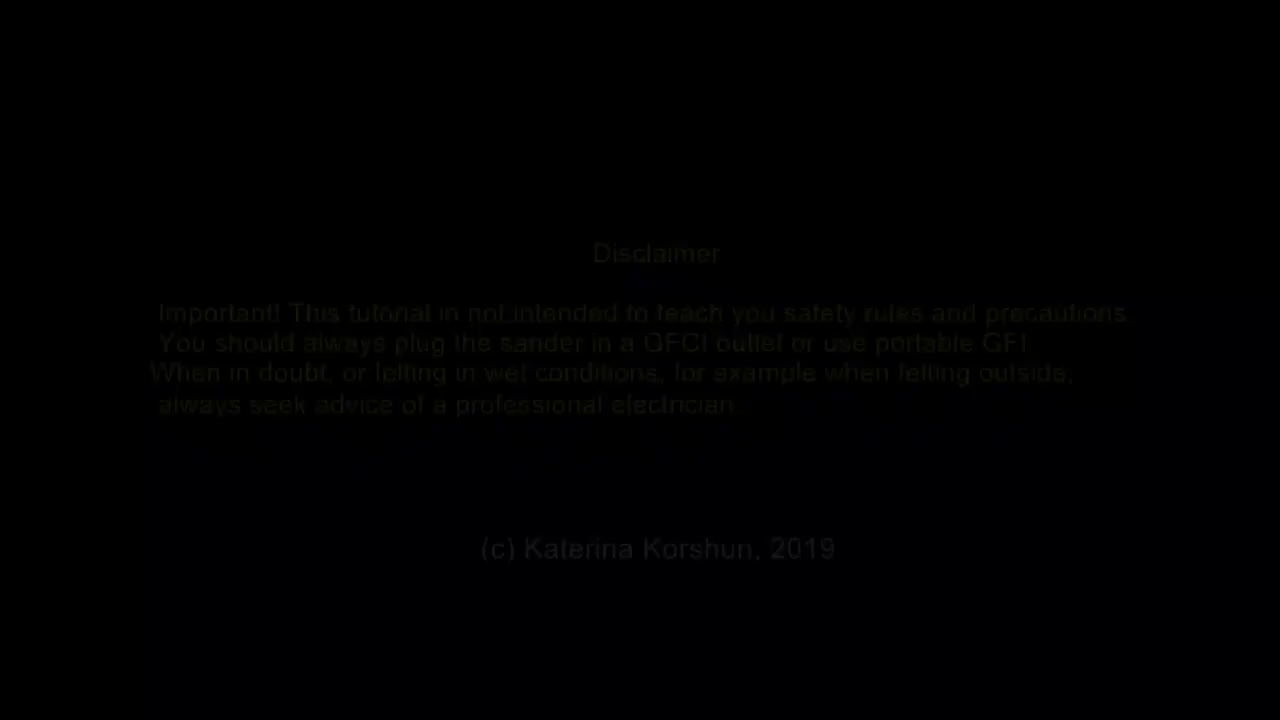 Disclaimer
Important! This tutorial in not intended to teach you safety rules and precautions.
You should always plug the sander in a GFCI outlet or use portable GFI.
When in doubt, or felting in wet conditions, for example when felting outside,
always seek advice of a professional electrician.
(c) Katerina Korshun, 2019